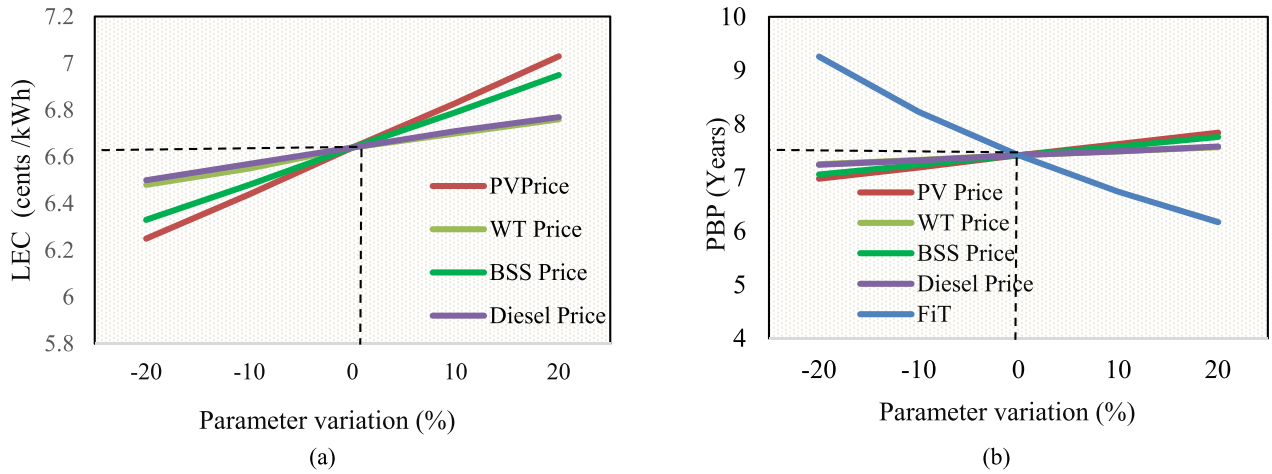 7.2
7
6.8
6.6
6.4
6.2
6
5.8
LEC (cents /kWh)
PVPrice
WT Price
BSS Price
Diesel Price
-20 -10 0 10 20
Parameter variation (%)
(a)
10
9
8
7
6
5
4
PBP (Years)
PV Price
WT Price
BSS Price
Diesel Price
FiT
-20 -10 0 10 20
Parameter variation (%)
(b)